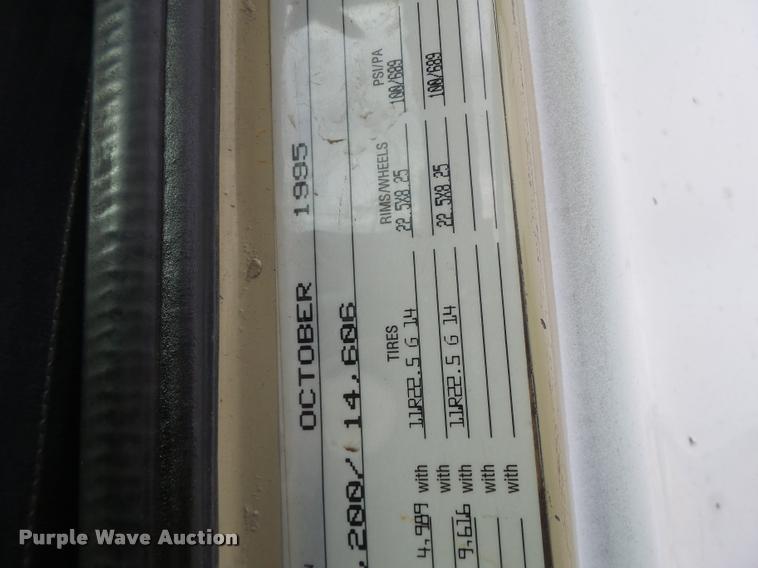 OCTOBER 1995
,200/ 14,606
TIRES RIMS/WHEELS PSI/PA
4,989 with 11R22.5 G 14 22.5X8 25 100/689
with
9,616 with 11R22.5 G 14 22.5X8 25 100/689
with
with
Purple Wave Auction